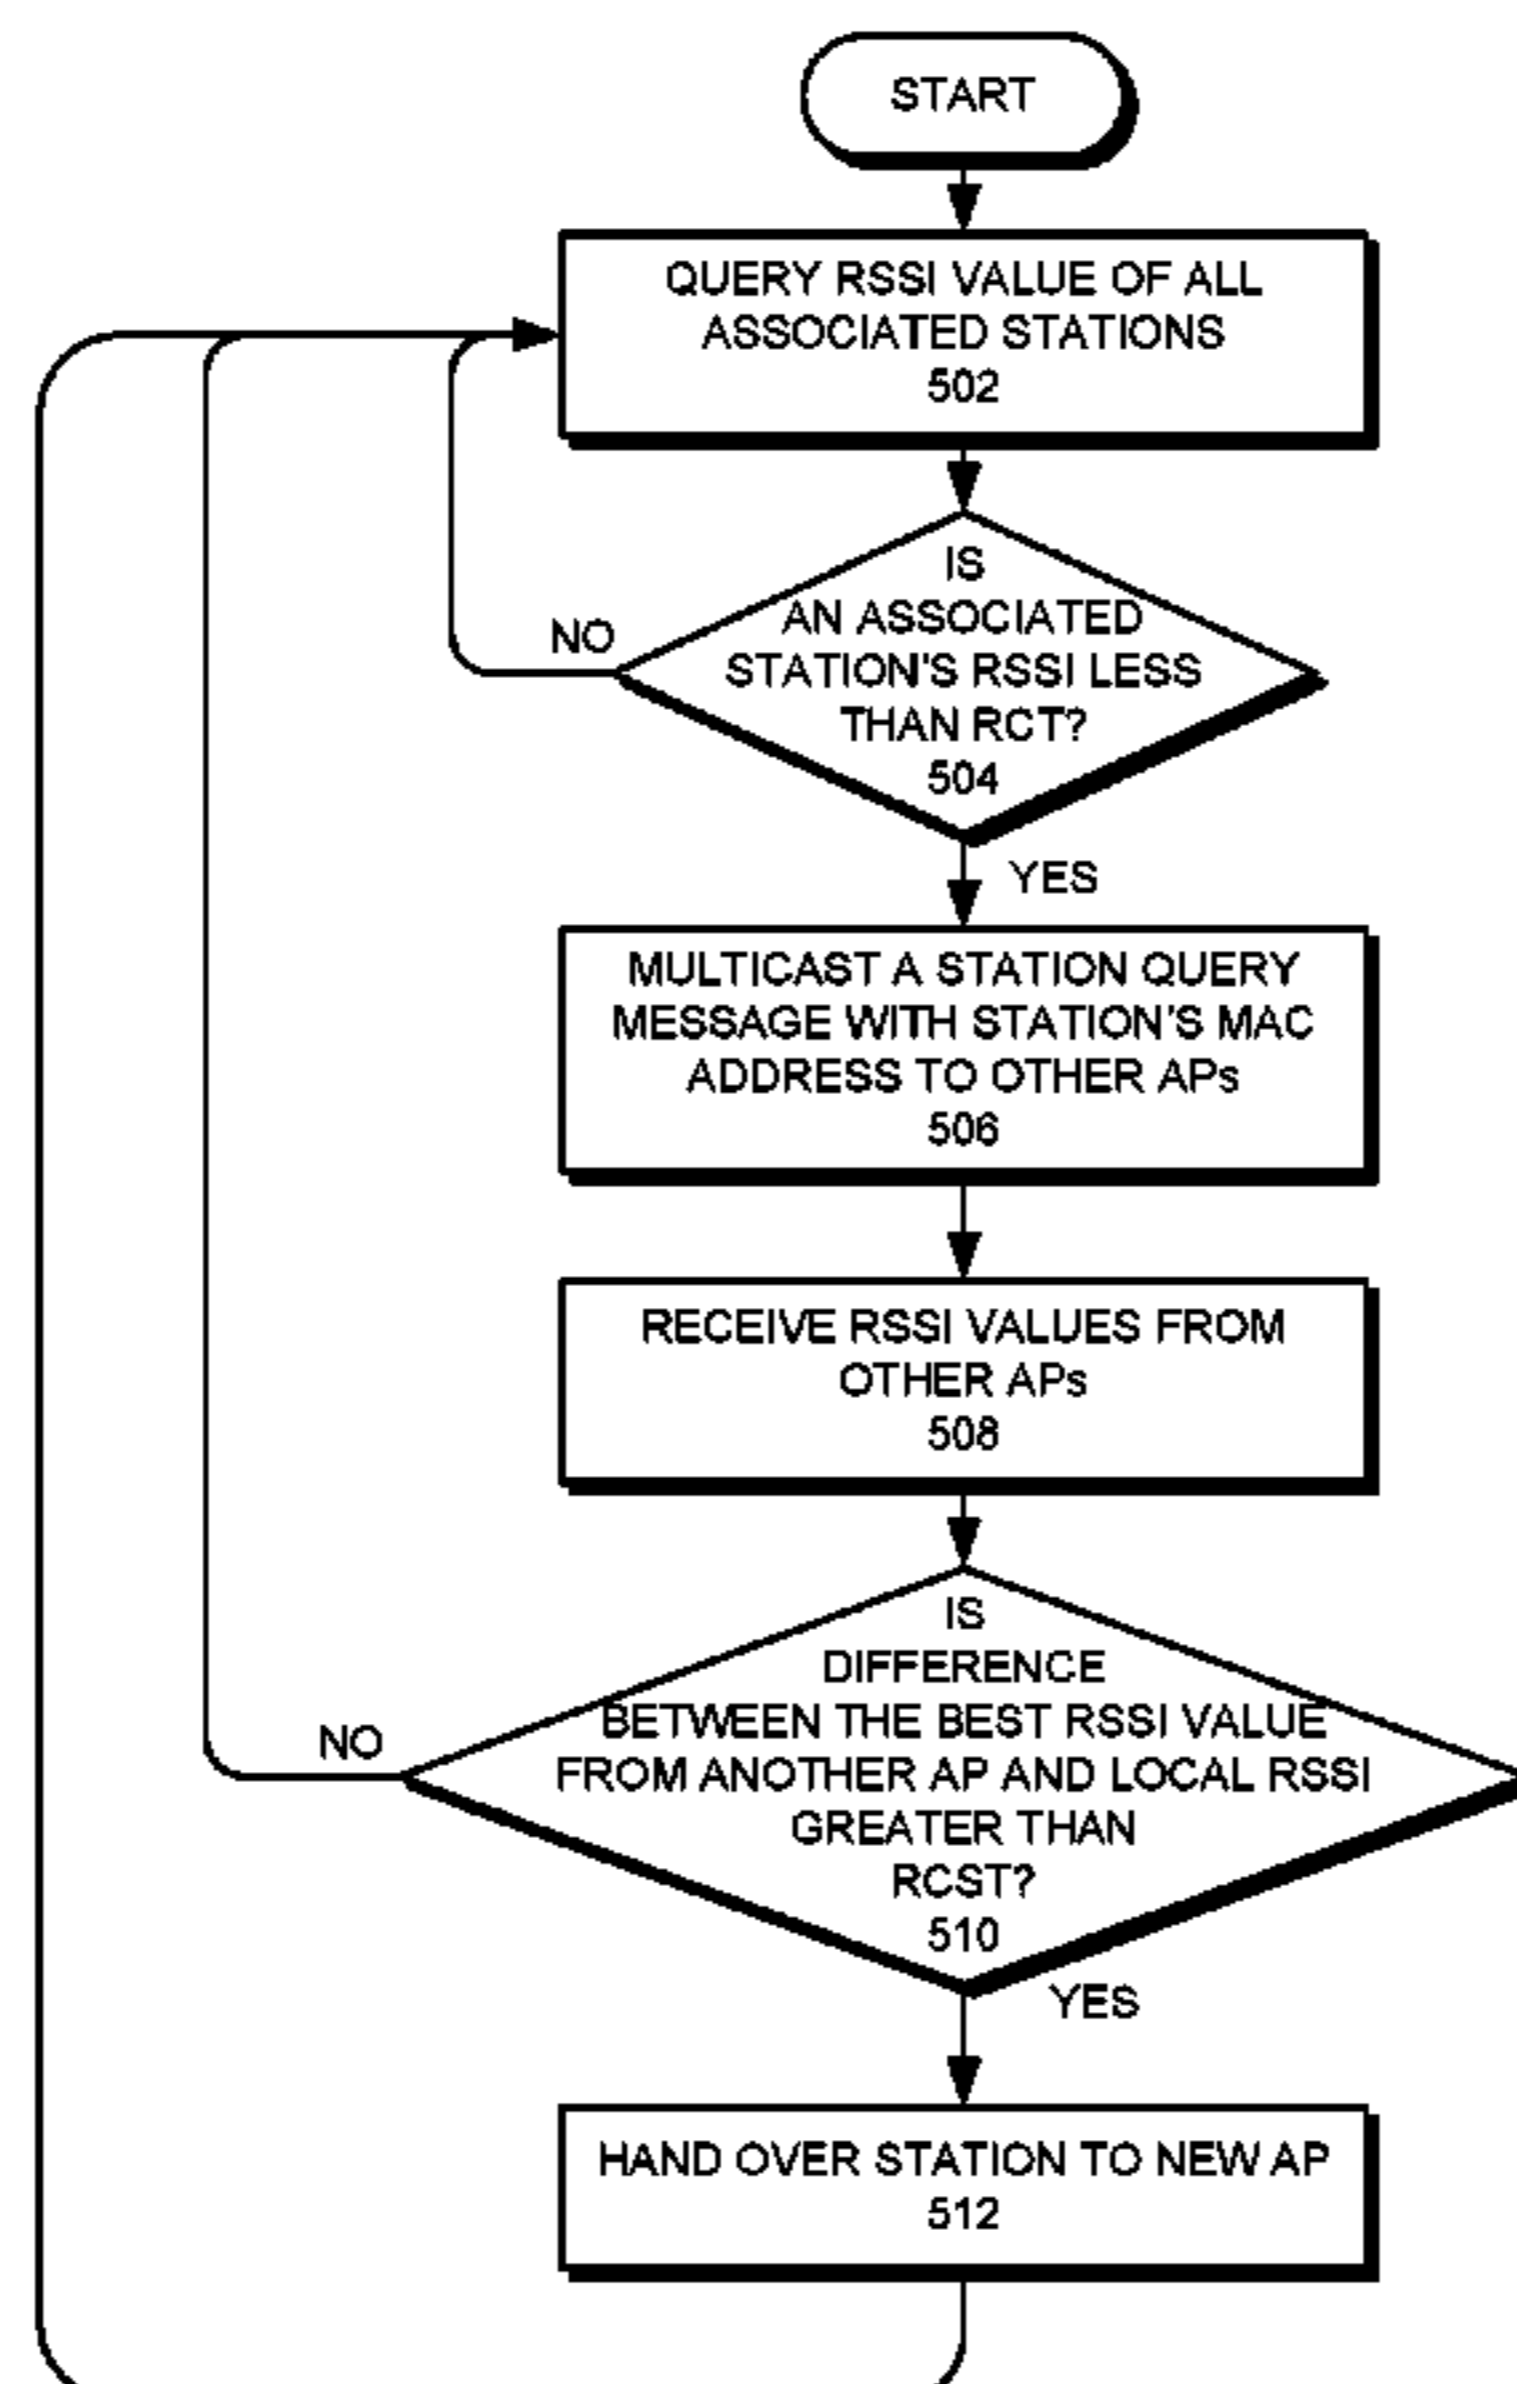 START
QUERY RSSI VALUE OF ALL
ASSOCIATED STATIONS
502
IS
AN ASSOCIATED
STATION'S RSSI LESS
THAN RCT?
504
NO
YES
MULTICAST A STATION QUERY
MESSAGE WITH STATION'S MAC
ADDRESS TO OTHER APs
506
RECEIVE RSSI VALUES FROM
OTHER APs
508
IS
DIFFERENCE
BETWEEN THE BEST RSSI VALUE
FROM ANOTHER AP AND LOCAL RSSI
GREATER THAN
RCST?
510
NO
YES
HAND OVER STATION TO NEW AP
512